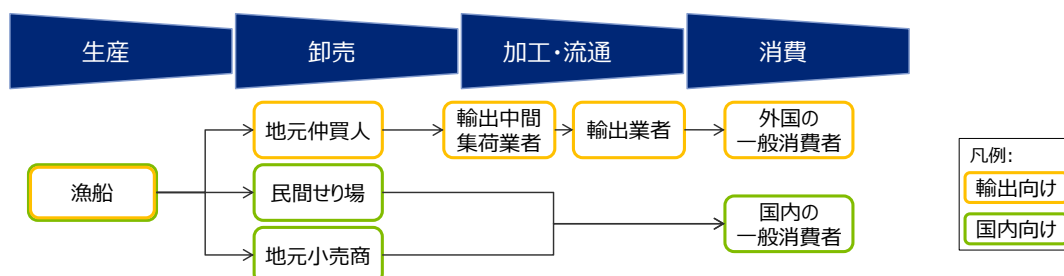 生産
卸売
加工・流通
消費
地元仲買人
輸出中間
集荷業者
輸出業者
外国の
一般消費者
漁船
民間せり場
地元小売商
国内の
一般消費者
凡例:
輸出向け
国内向け